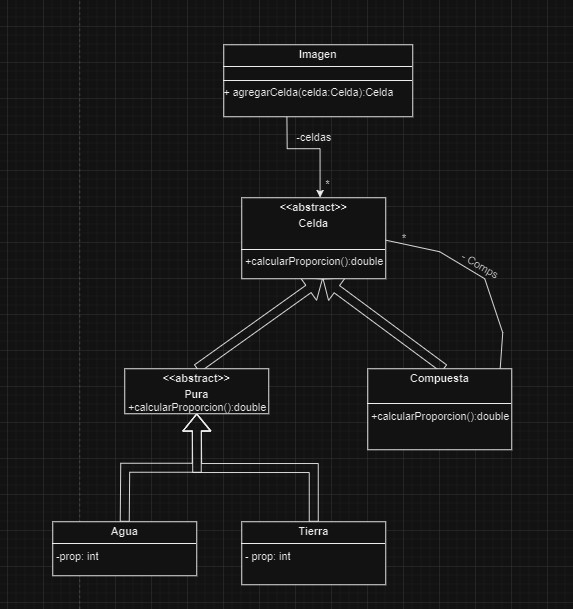 Imagen
+ agregarCelda(celda:Celda):Celda
-celdas
*
<<abstract>>
Celda
+calcularProporcion():double
*
- Comps
<<abstract>>
Pura
+calcularProporcion():double
Compuesta
+calcularProporcion():double
Agua
-prop: int
Tierra
- prop: int